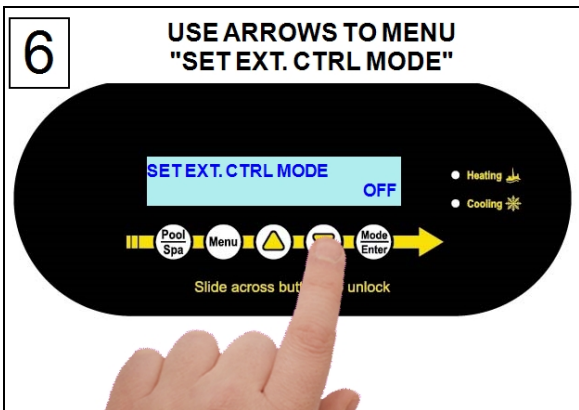 6
USE ARROWS TO MENU
"SET EXT. CTRL MODE"
SET EXT. CTRL MODE
OFF
Heating
Cooling
Pool
Spa
Menu
Mode
Enter
Slide across but unlock